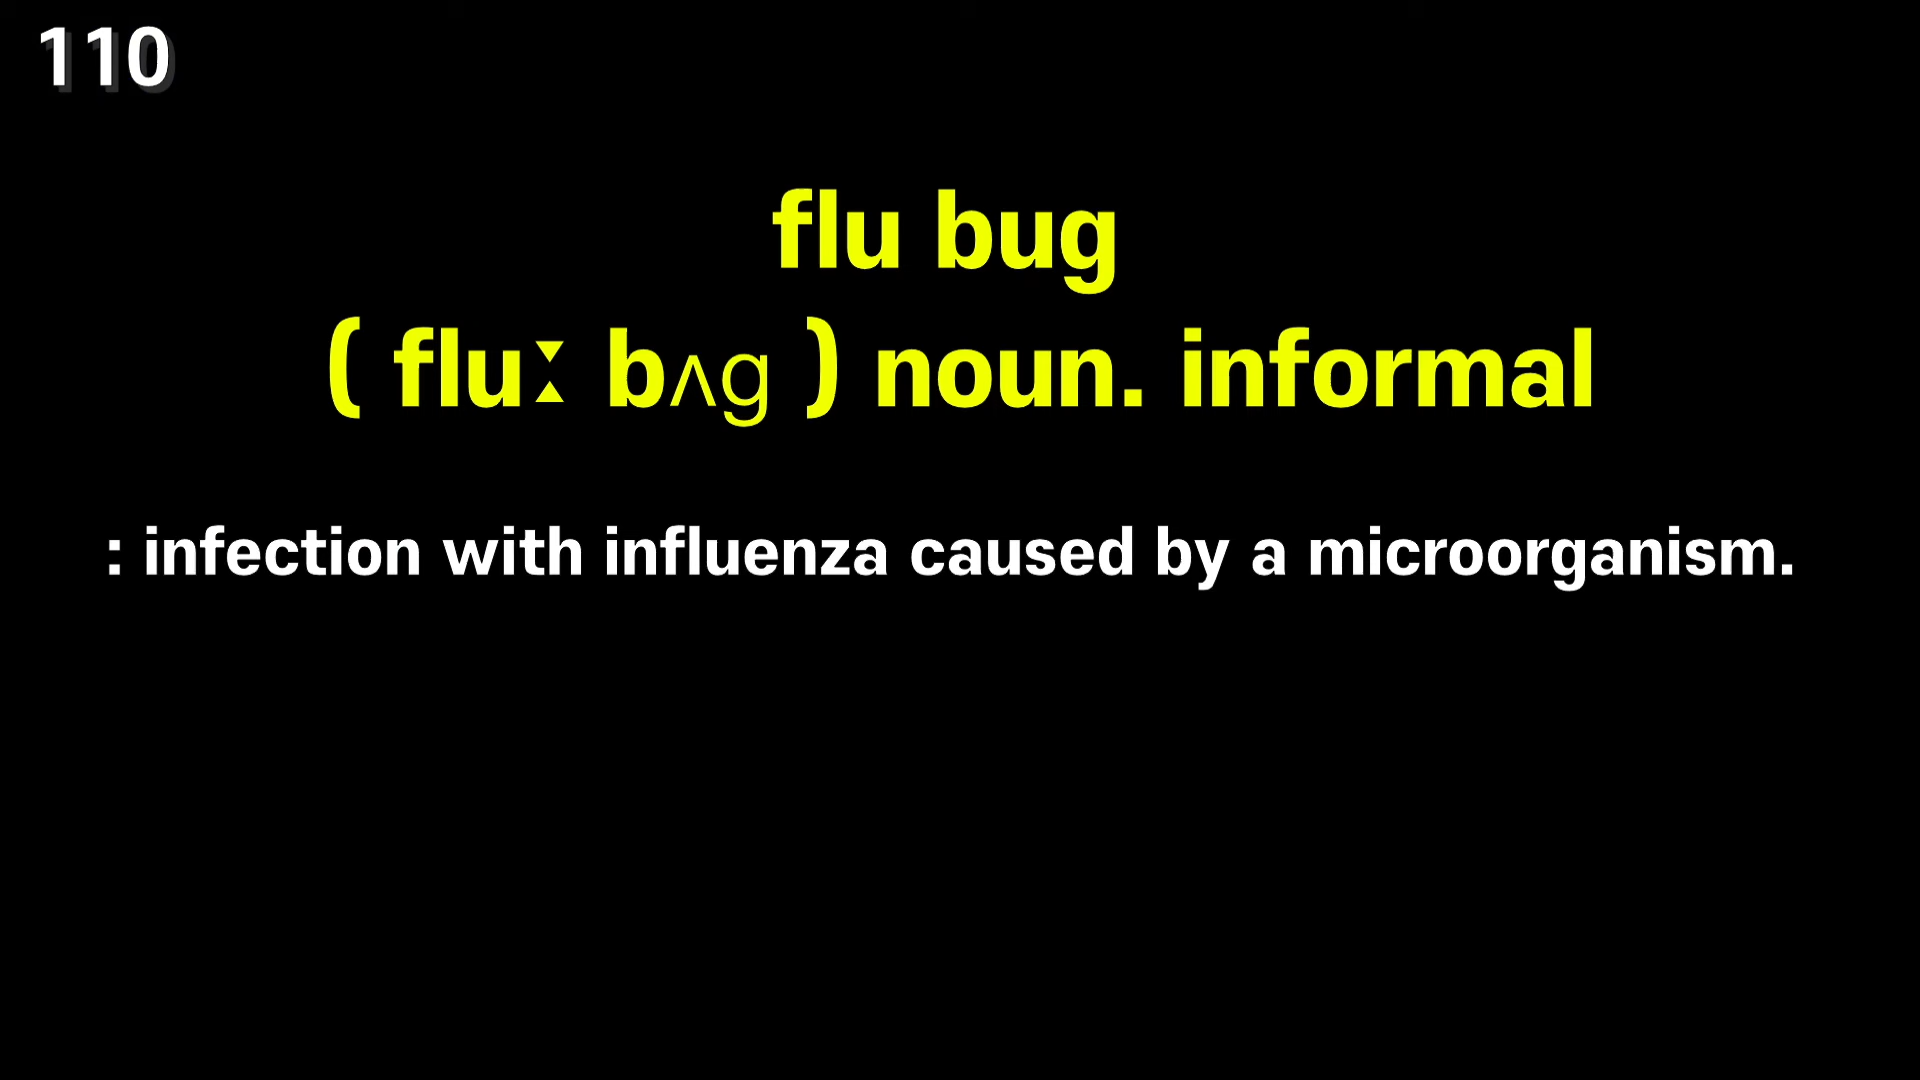 110
flu bug
( fluː bʌg ) noun. informal
: infection with influenza caused by a microorganism.